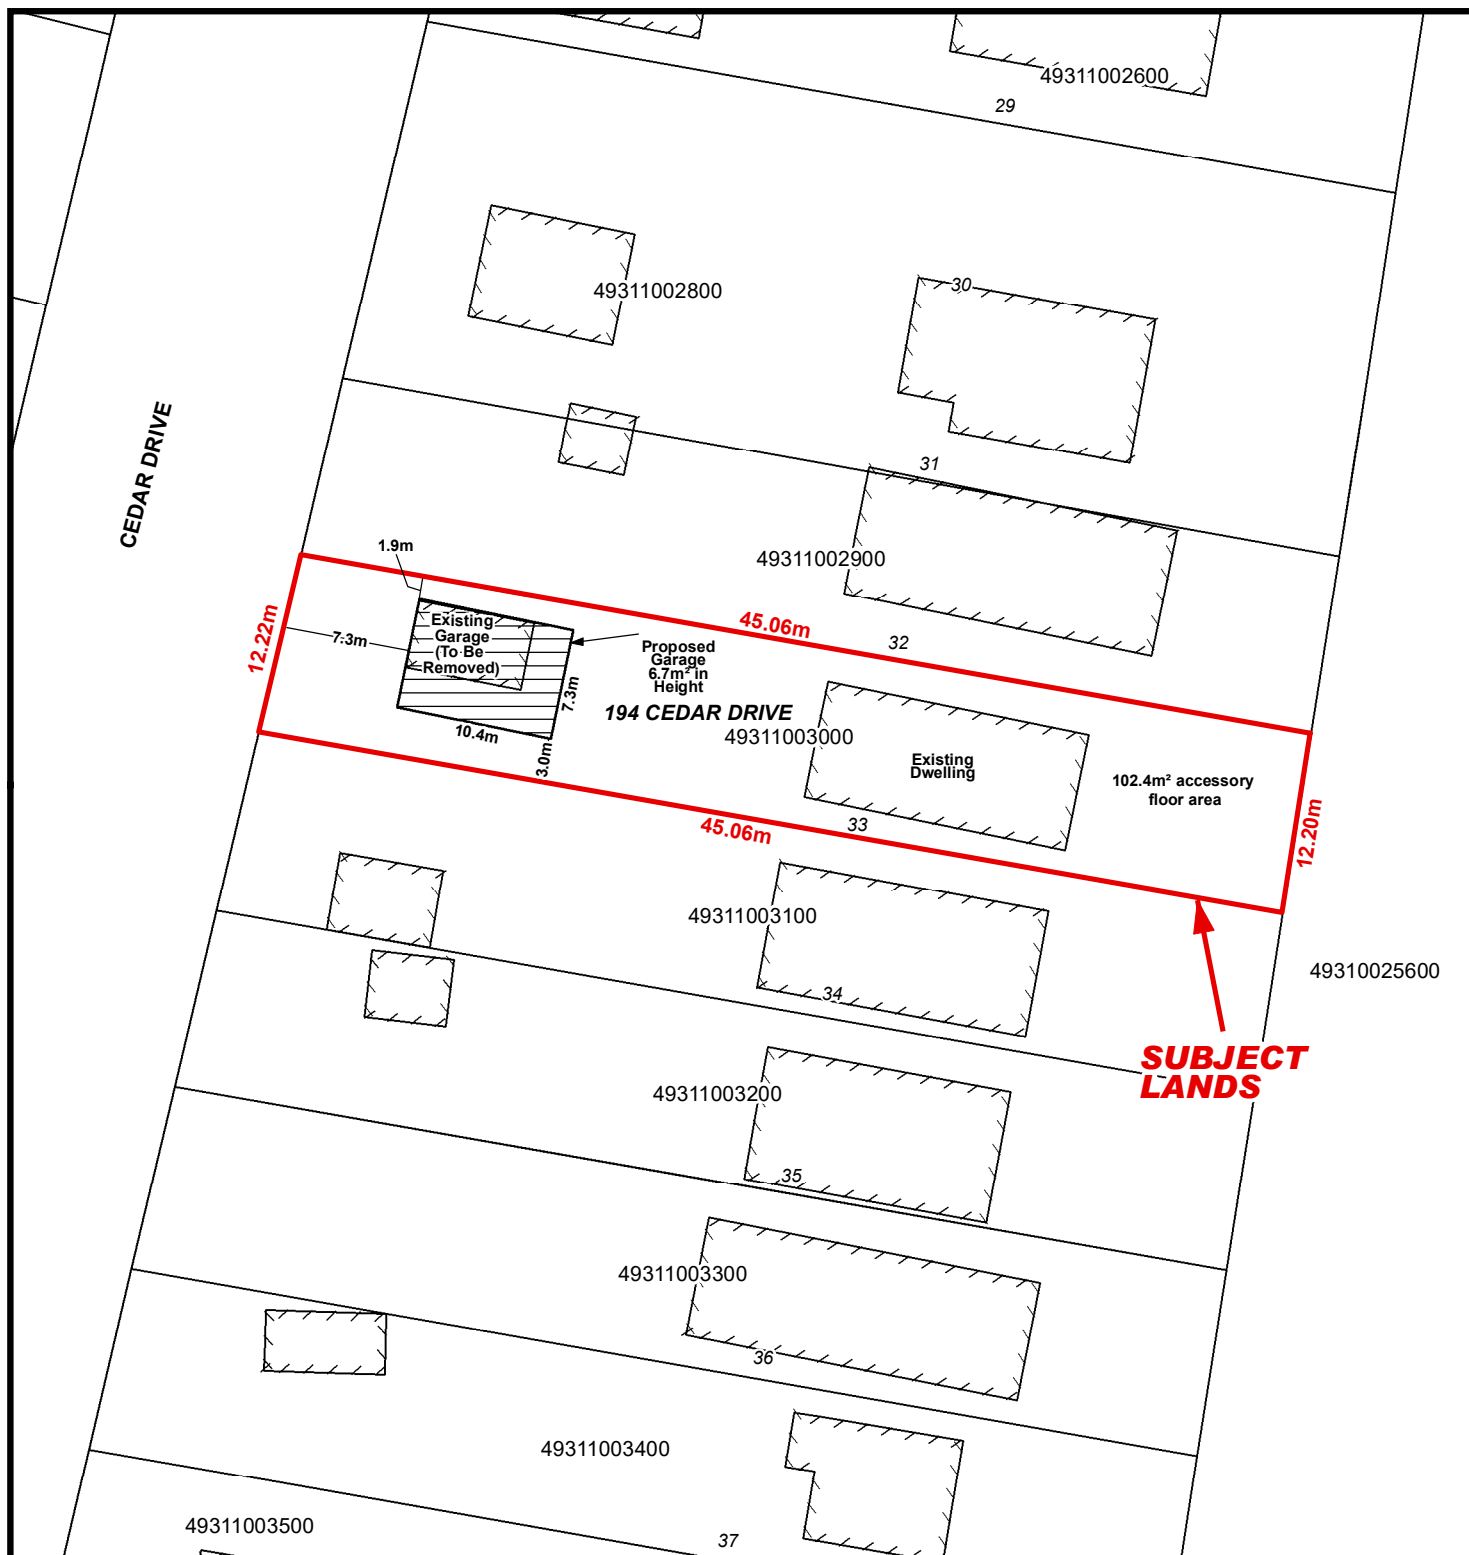 49311002600
29
49311002800
30
CEDAR DRIVE
31
1.9m
49311002900
12.22m
7.3m
Existing
Garage
(To Be
Removed)
45.06m
32
Proposed
Garage
6.7m² in
Height
7.3m
194 CEDAR DRIVE
10.4m
3.0m
49311003000
Existing
Dwelling
102.4m² accessory
floor area
45.06m
33
12.20m
49311003100
34
49310025600
SUBJECT
LANDS
49311003200
35
49311003300
36
49311003400
49311003500
37